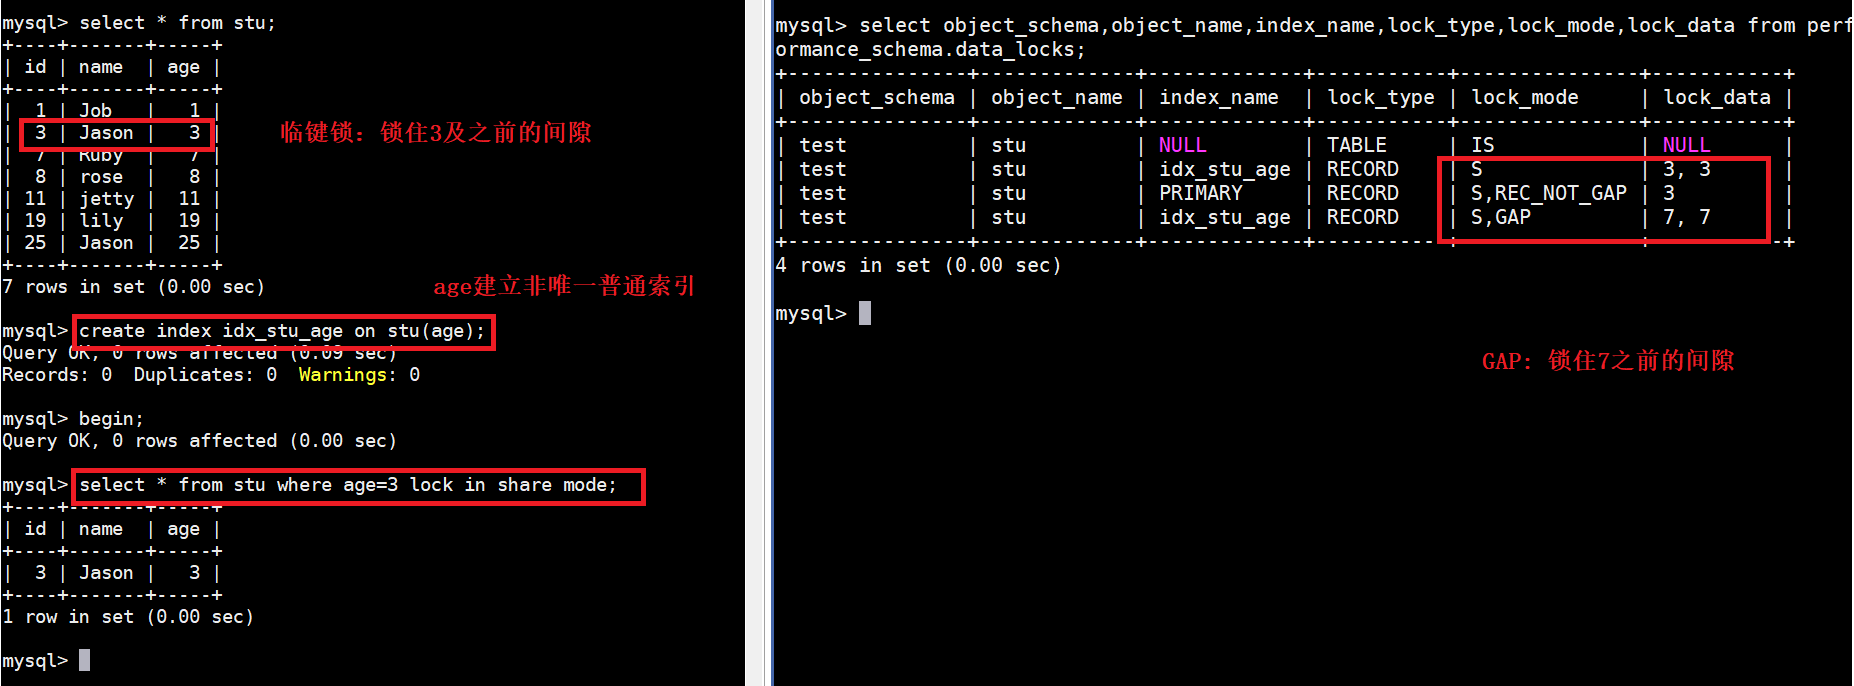 mysql> select * from stu;
+----+-------+-----+
| id | name  | age |
+----+-------+-----+
|  1 | Job   |   1 |
|  3 | Jason |   3 |
|  7 | Ruby  |   7 |
|  8 | rose  |   8 |
| 11 | jetty |  11 |
| 19 | lily  |  19 |
| 25 | Jason |  25 |
+----+-------+-----+
7 rows in set (0.00 sec)
临键锁：锁住3及之前的间隙
age建立非唯一普通索引
mysql> create index idx_stu_age on stu(age);
Query OK, 0 rows affected (0.09 sec)
Records: 0  Duplicates: 0  Warnings: 0
mysql> begin;
Query OK, 0 rows affected (0.00 sec)
mysql> select * from stu where age=3 lock in share mode;
+----+-------+-----+
| id | name  | age |
+----+-------+-----+
|  3 | Jason |   3 |
+----+-------+-----+
1 row in set (0.00 sec)
mysql>
mysql> select object_schema,object_name,index_name,lock_type,lock_mode,lock_data from perf
ormance_schema.data_locks;
+---------------+-------------+-------------+-----------+---------------+-----------+
| object_schema | object_name | index_name  | lock_type | lock_mode     | lock_data |
+---------------+-------------+-------------+-----------+---------------+-----------+
| test          | stu         | NULL        | TABLE     | IS            | NULL      |
| test          | stu         | idx_stu_age | RECORD    | S             | 3, 3      |
| test          | stu         | PRIMARY     | RECORD    | S,REC_NOT_GAP | 3         |
| test          | stu         | idx_stu_age | RECORD    | S,GAP         | 7, 7      |
+---------------+-------------+-------------+-----------+---------------+-----------+
4 rows in set (0.00 sec)
mysql>
GAP：锁住7之前的间隙